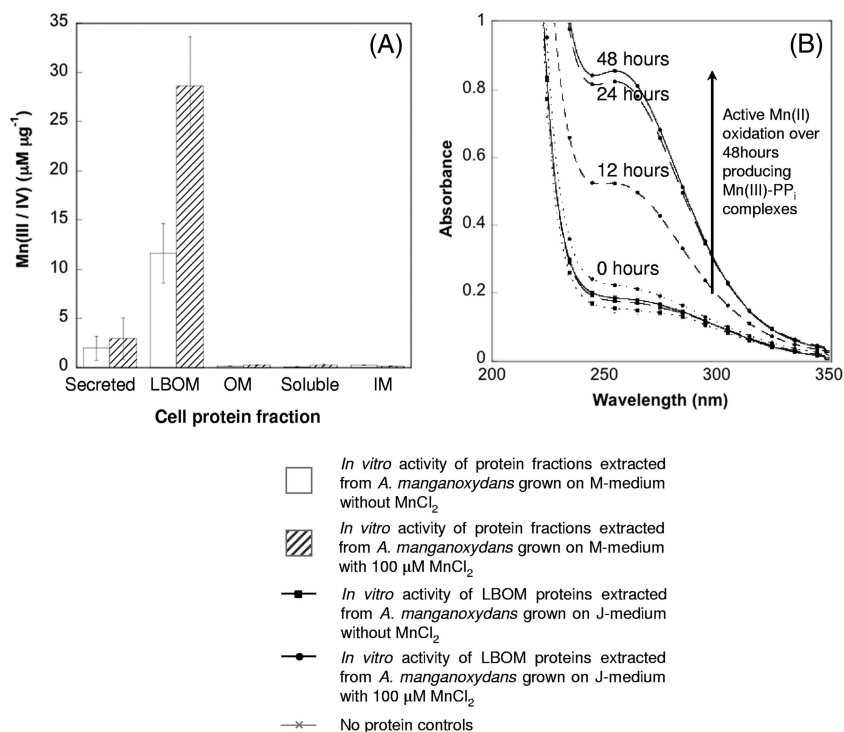 (A)
35
30
25
20
15
10
5
0
Mn(III / IV) (μM μg-1)
Secreted LBOM OM Soluble IM
Cell protein fraction
(B)
1
0.8
0.6
0.4
0.2
0
Absorbance
48 hours
24 hours
12 hours
0 hours
Active Mn(II)
oxidation over
48hours
producing
Mn(III)-PPi
complexes
200 250 300 350
Wavelength (nm)
In vitro activity of protein fractions extracted
from A. manganoxydans grown on M-medium
without MnCl2
In vitro activity of protein fractions extracted
from A. manganoxydans grown on M-medium
with 100 μM MnCl2
In vitro activity of LBOM proteins extracted
from A. manganoxydans grown on J-medium
without MnCl2
In vitro activity of LBOM proteins extracted
from A. manganoxydans grown on J-medium
with 100 μM MnCl2
No protein controls